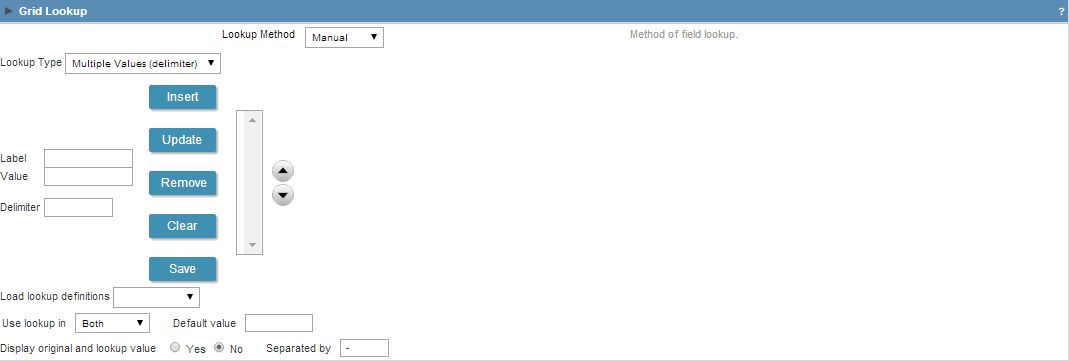 Grid Lookup ?
Lookup Method Manual Method of field lookup.
Lookup Type Multiple Values (delimiter)
Insert
Update
Label
Value
Remove
Delimiter
Clear
Save
Load lookup definitions
Use lookup in Both Default value
Display original and lookup value Yes No Separated by -